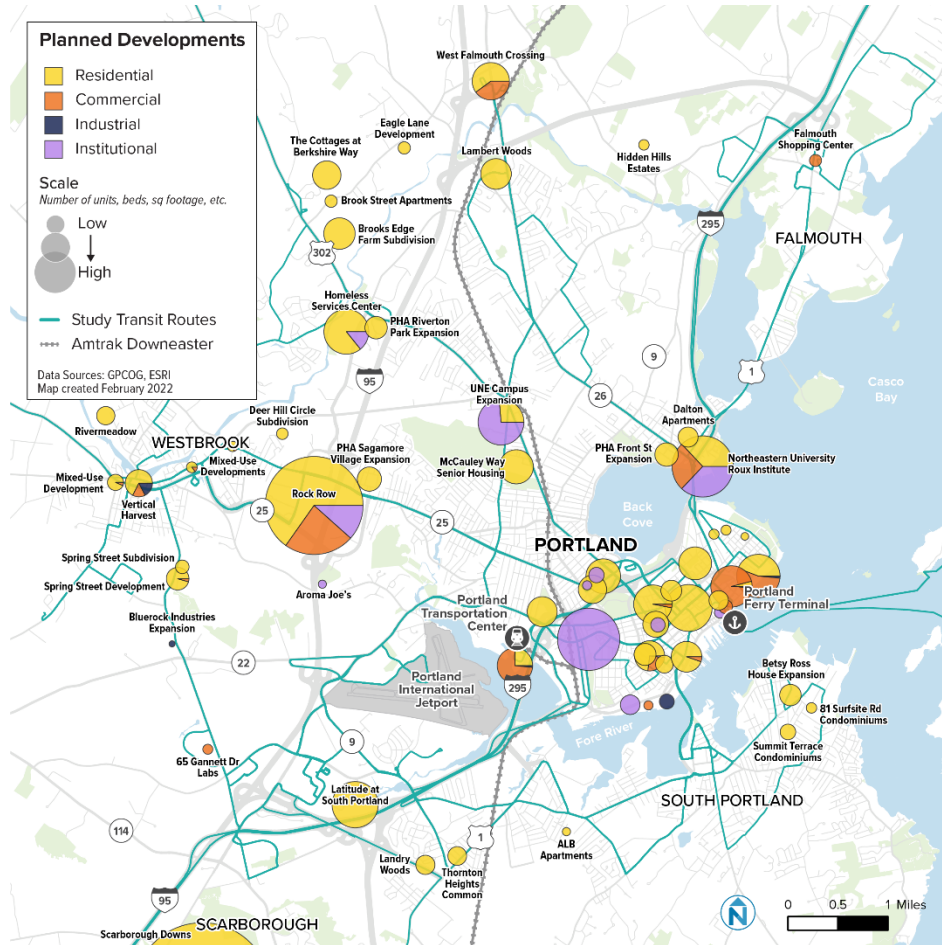 Planned Developments
Residential
Commercial
Industrial
Institutional
Scale
Number of units, beds, sq footage, etc.
Low
High
Study Transit Routes
Amtrak Downeaster
Data Sources: GPCOG, ESRI
Map created February 2022
West Falmouth Crossing
Eagle Lane
Development
The Cottages at
Berkshire Way
Lambert Woods
Hidden Hills
Estates
Falmouth
Shopping Center
Brook Street Apartments
Brooks Edge
Farm Subdivision
295
FALMOUTH
302
Homeless
Services Center
PHA Riverton
Park Expansion
95
9
1
Casco
Bay
UNE Campus
Expansion
26
Rivermeadow
Deer Hill Circle
Subdivision
Dalton
Apartments
WESTBROOK
PHA Sagamore
Village Expansion
PHA Front St
Expansion
Northeastern University
Roux Institute
Mixed-Use
Developments
McCauley Way
Senior Housing
Mixed-Use
Development
Vertical
Harvest
Rock Row
25
25
Back
Cove
PORTLAND
Spring Street Subdivision
Spring Street Development
Aroma Joe's
Portland
Transportation
Center
Portland
Ferry Terminal
Bluerock Industries
Expansion
22
Portland
International
Jetport
295
Betsy Ross
House Expansion
81 Surfsite Rd
Condominiums
Fore River
Summit Terrace
Condominiums
9
65 Gannett Dr
Labs
Latitude at
South Portland
SOUTH PORTLAND
114
1
ALB
Apartments
Landry
Woods
Thornton
Heights
Common
95
SCARBOROUGH
Scarborough Downs
N
0 0.5 1 Miles